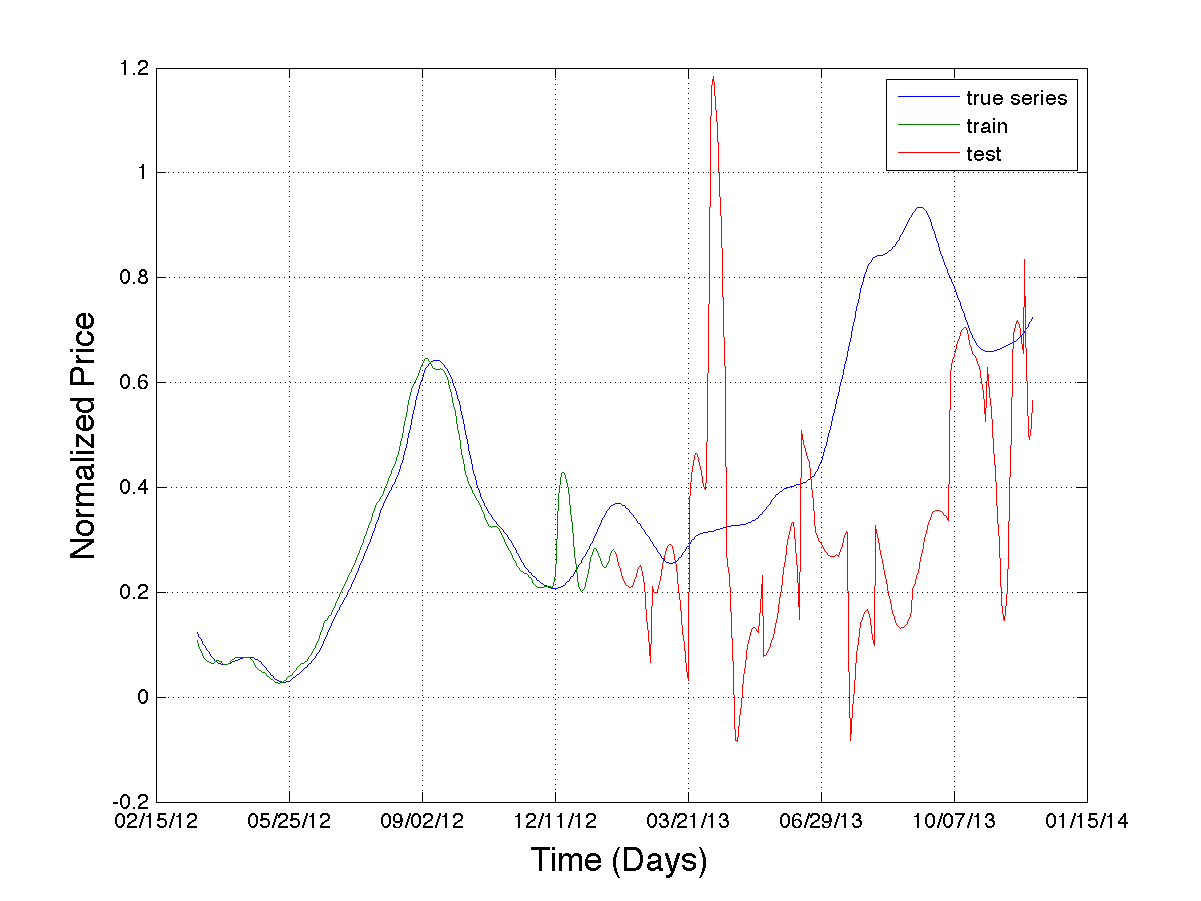 1.2
1
0.8
0.6
0.4
0.2
0
-0.2
Normalized Price
true series
train
test
02/15/12 05/25/12 09/02/12 12/11/12 03/21/13 06/29/13 10/07/13 01/15/14
Time (Days)